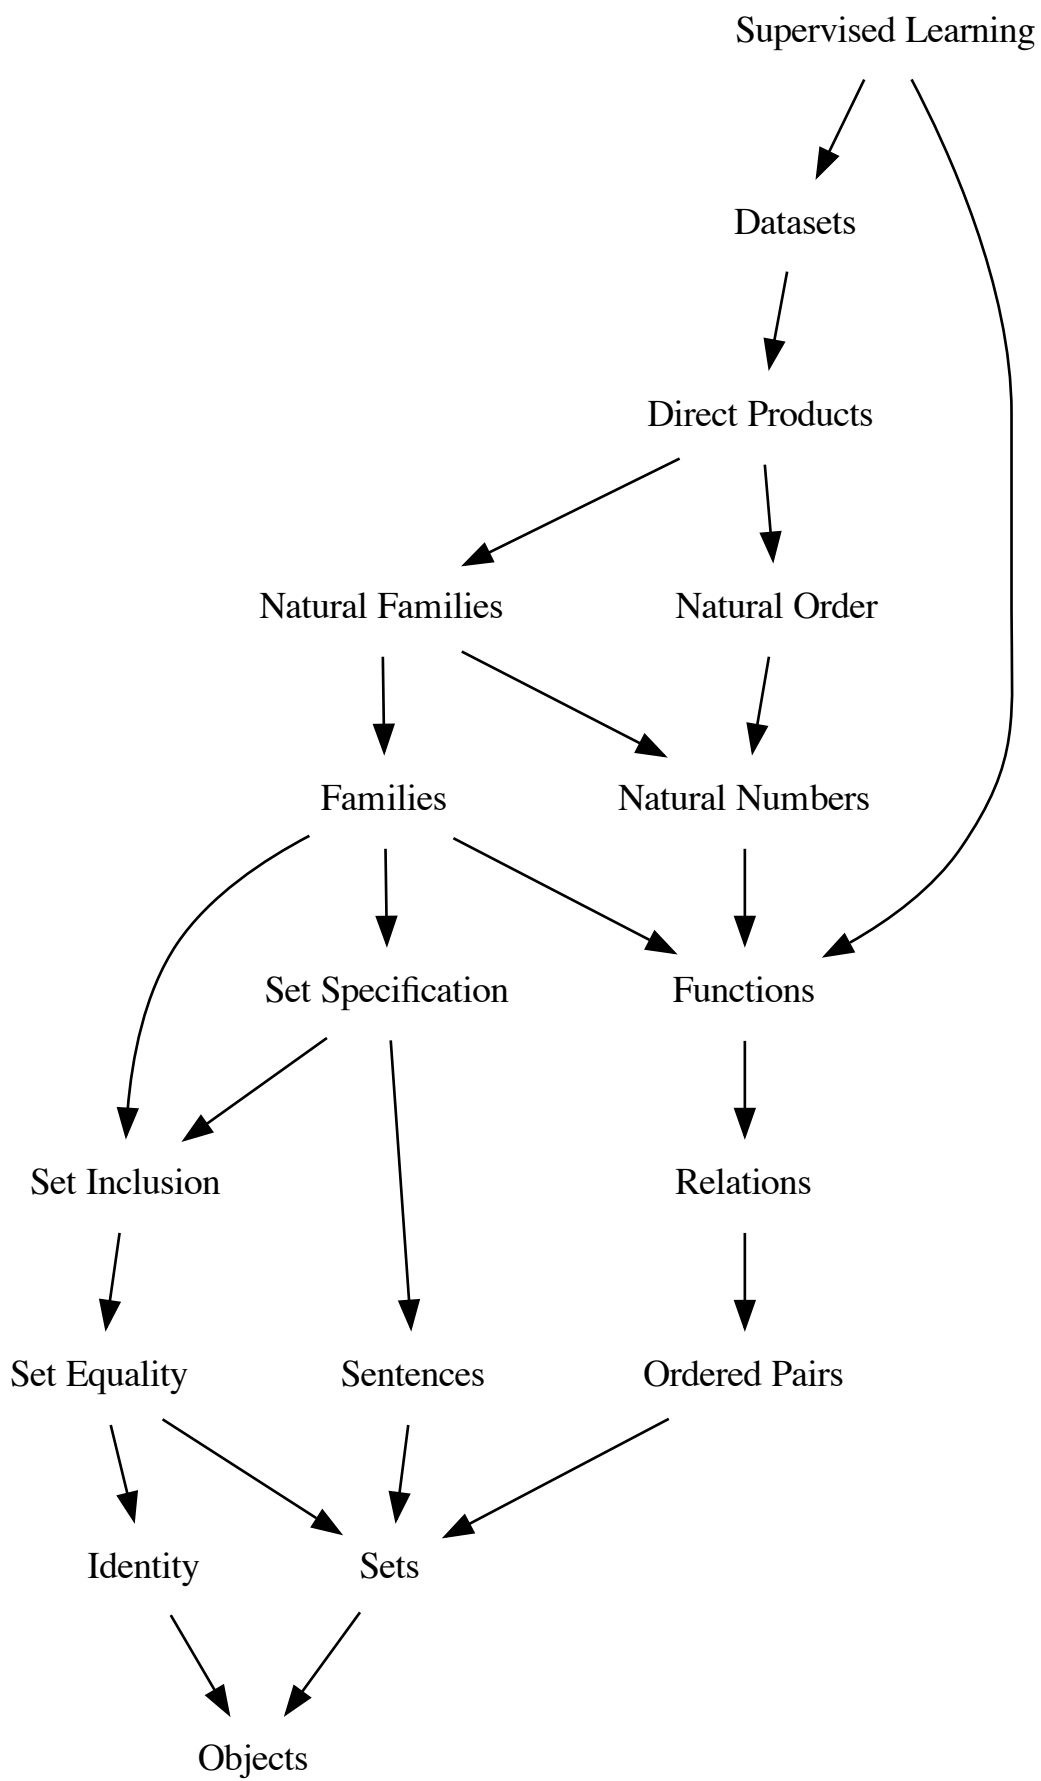 Supervised Learning
Datasets
Direct Products
Natural Families
Natural Order
Families
Natural Numbers
Set Specification
Functions
Set Inclusion
Relations
Set Equality
Sentences
Ordered Pairs
Identity
Sets
Objects